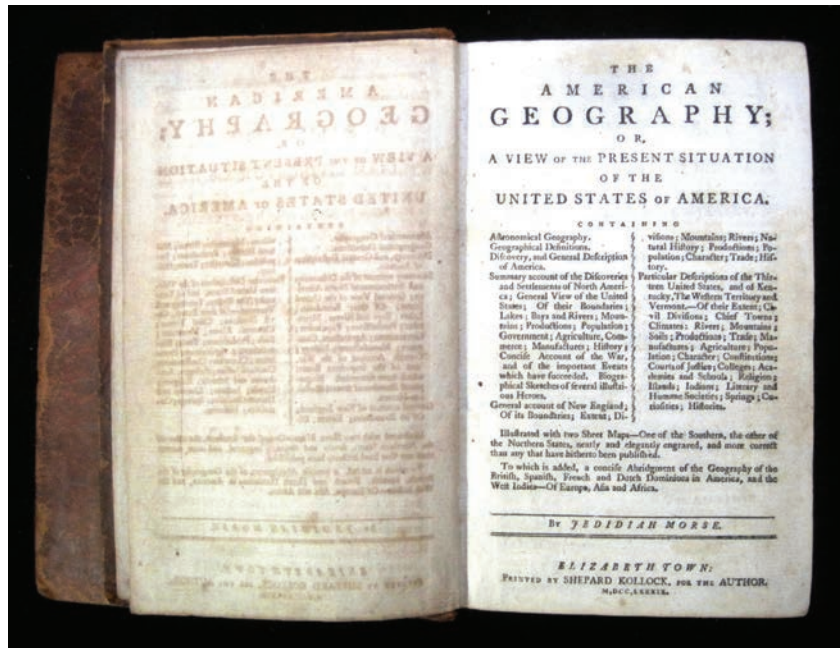 THE
AMERICAN
GEOGRAPHY;
OR,
A VIEW OF THE PRESENT SITUATION
OF THE
UNITED STATES OF AMERICA.
CONTAINING
Astronomical Geography.
Geographical Definitions.
Discovery, and General Description
of America.
Summary account of the Discoveries
and Settlements of North Ameri-
ca; General View of the United
States; Of their Boundaries;
Lakes; Bays and Rivers; Moun-
tains; Productions; Population;
Government; Agriculture, Com-
merce; Manufactures; History;
Concise Account of the War,
and of the important Events
which have succeeded. Biogra-
phical Sketches of ſeveral illuſtri-
ous Heroes.
General account of New England;
Of its Boundaries; Extent; Di-
viſions; Mountains; Rivers; Na-
tural History; Productions; Po-
pulation; Character; Trade; Hiſ-
tory.
Particular Deſcriptions of the Thir-
teen United States, and of Ken-
tucky, The Weſtern Territory and
Vermont.—Of their Extent; Ci-
vil Diviſions; Chief Towns;
Climates; Rivers; Mountains;
Soils; Productions; Trade; Ma-
nufactures; Agriculture; Popu-
lation; Character; Conſtitutions;
Courts of Juſtice; Colleges; Aca-
demies and Schools; Religion;
Iſlands; Indians; Literary and
Humane Societies; Springs; Cu-
rioſities; Hiſtories.
Illuſtrated with two Sheet Maps—One of the Southern, the other of
the Northern States, neatly and elegantly engraved, and more correct
than any that have hitherto been publiſhed.
To which is added, a conciſe Abridgment of the Geography of the
Britiſh, Spaniſh, French and Dutch Dominions in America, and the
Weſt Indies—Of Europe, Aſia and Africa.
BY JEDIDIAH MORSE.
ELIZABETH TOWN:
PRINTED BY SHEPARD KOLLOCK, FOR THE AUTHOR.
M,DCC,LXXXIX.